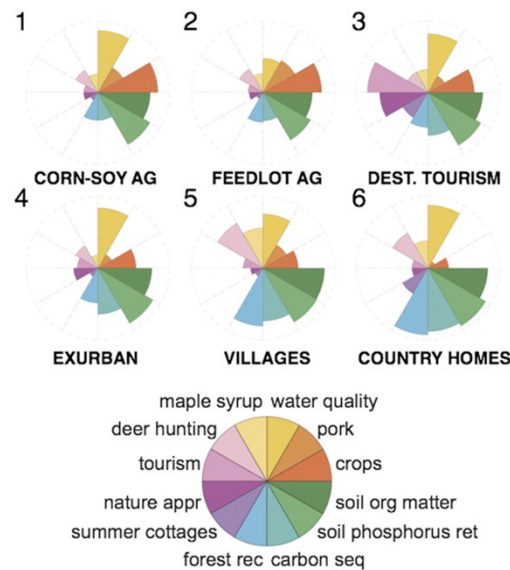 1 2 3
CORN-SOY AG FEEDLOT AG DEST. TOURISM
4 5 6
EXURBAN VILLAGES COUNTRY HOMES
maple syrup water quality
deer hunting pork
tourism crops
nature appr soil org matter
summer cottages soil phosphorus ret
forest rec carbon seq